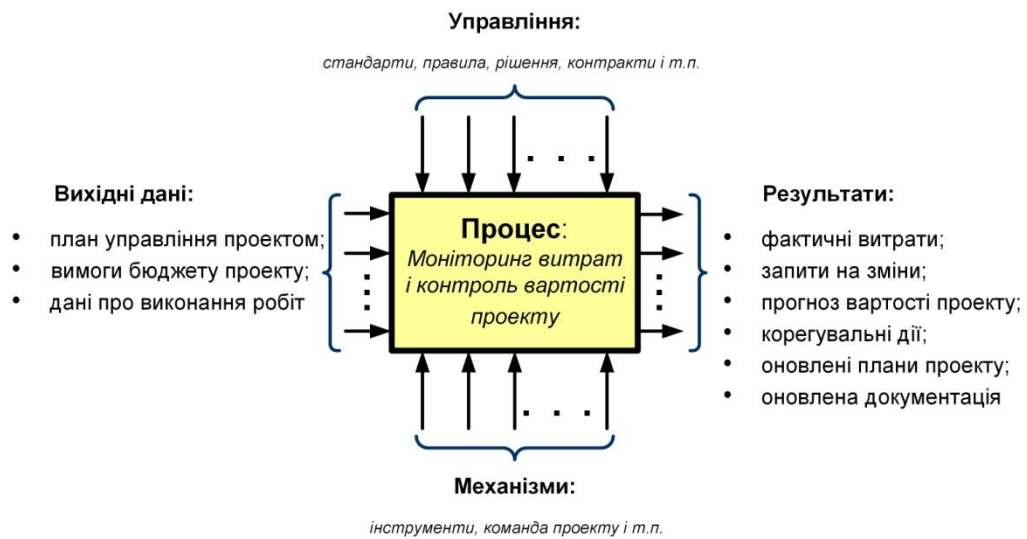 Управління:
стандарти, правила, рішення, контракти і т.п.
Вихідні дані:
• план управління проектом;
• вимоги бюджету проекту;
• дані про виконання робіт
Процес:
Моніторинг витрат
і контроль вартості
проекту
Результати:
• фактичні витрати;
• запити на зміни;
• прогноз вартості проекту;
• корегувальні дії;
• оновлені плани проекту;
• оновлена документація
Механізми:
інструменти, команда проекту і т.п.